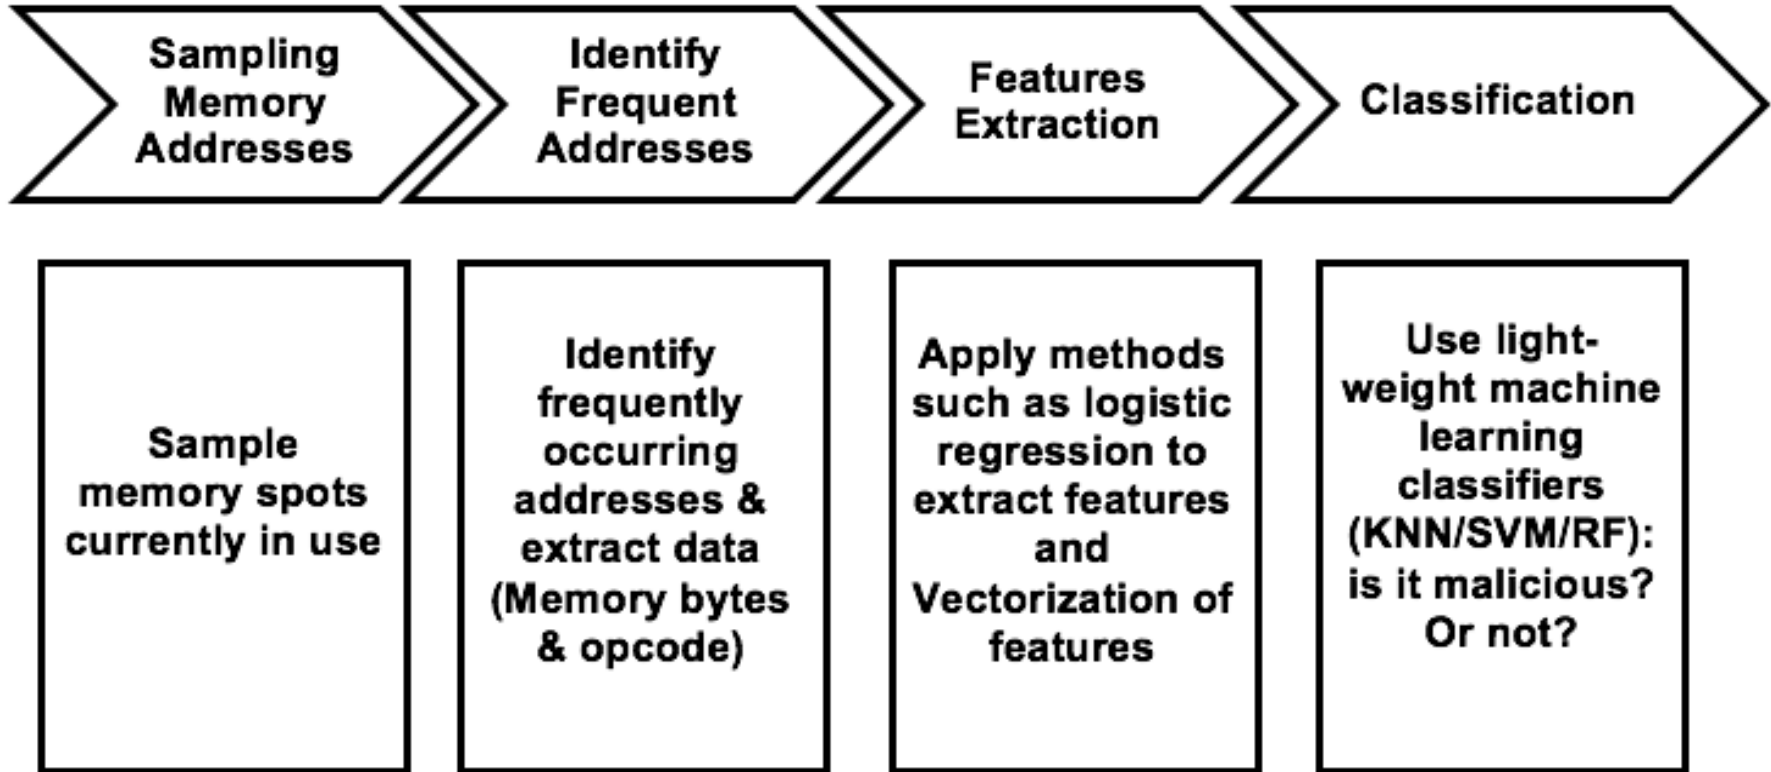 Sampling
Memory
Addresses
Identify
Frequent
Addresses
Features
Extraction
Classification
Sample
memory spots
currently in use
Identify
frequently
occurring
addresses &
extract data
(Memory bytes
& opcode)
Apply methods
such as logistic
regression to
extract features
and
Vectorization of
features
Use light-
weight machine
learning
classifiers
(KNN/SVM/RF):
is it malicious?
Or not?